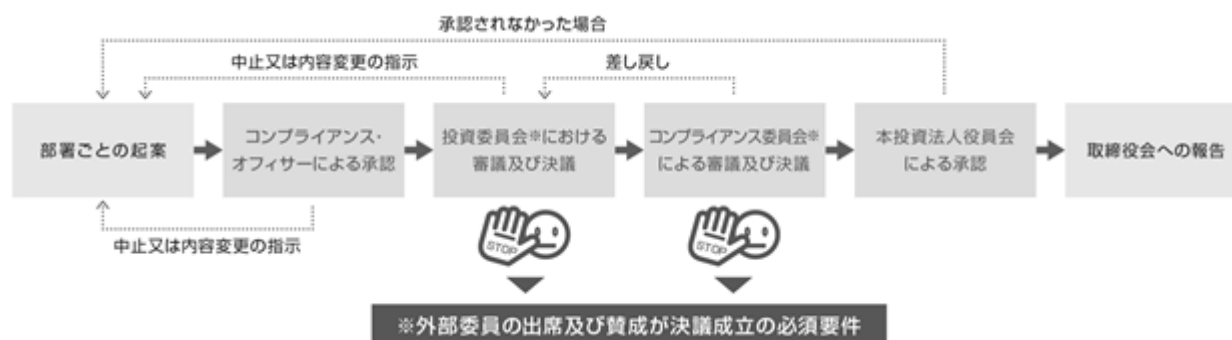 承認されなかった場合
中止又は内容変更の指示
差し戻し
部署ごとの起案
コンプライアンス・
オフィサーによる承認
投資委員会※における
審議及び決議
コンプライアンス委員会※
による審議及び決議
本投資法人役員会
による承認
取締役会への報告
中止又は内容変更の指示
STOP
STOP
※外部委員の出席及び賛成が決議成立の必須要件